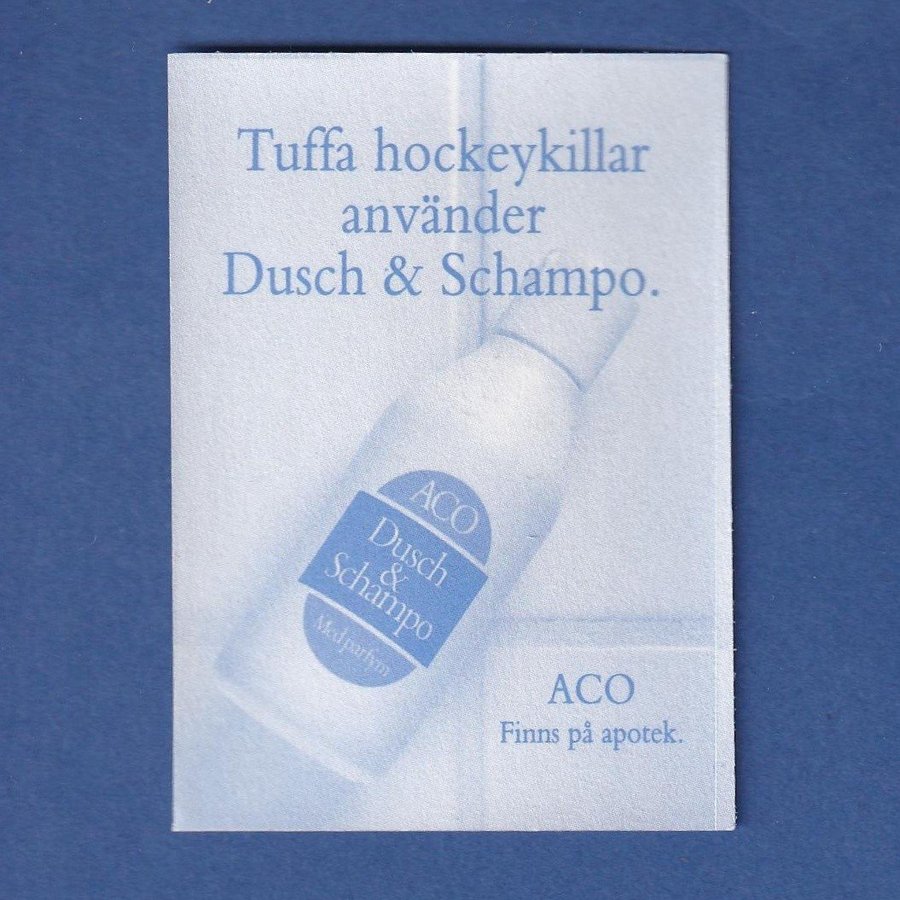 Tuffa hockeykillar
använder
Dusch & Schampo.
ACO
Dusch
&
Schampo
Med parfym
ACO
Finns på apotek.